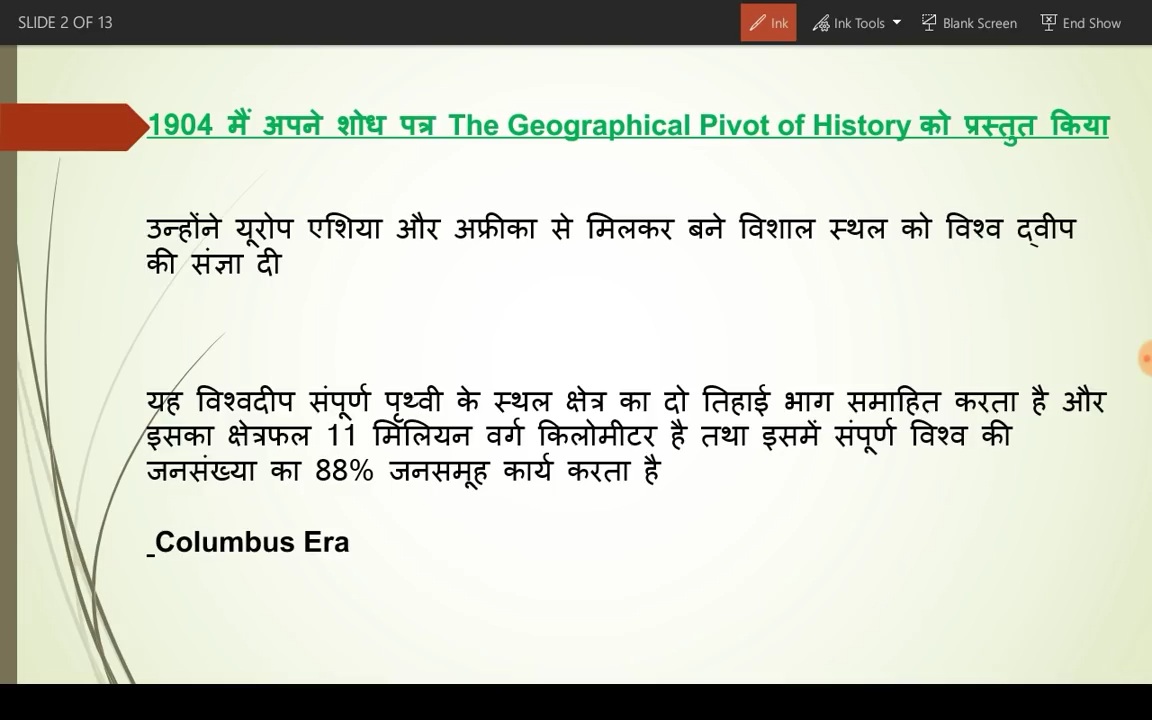 SLIDE 2 OF 13
Ink
Ink Tools
Blank Screen
End Show
1904 में अपने शोध पत्र The Geographical Pivot of History को प्रस्तुत किया
उन्होंने यूरोप एशिया और अफ्रीका से मिलकर बने विशाल स्थल को विश्व द्वीप
की संज्ञा दी
यह विश्वदीप संपूर्ण पृथ्वी के स्थल क्षेत्र का दो तिहाई भाग समाहित करता है और
इसका क्षेत्रफल 11 मिलियन वर्ग किलोमीटर है तथा इसमें संपूर्ण विश्व की
जनसंख्या का 88% जनसमूह कार्य करता है
Columbus Era